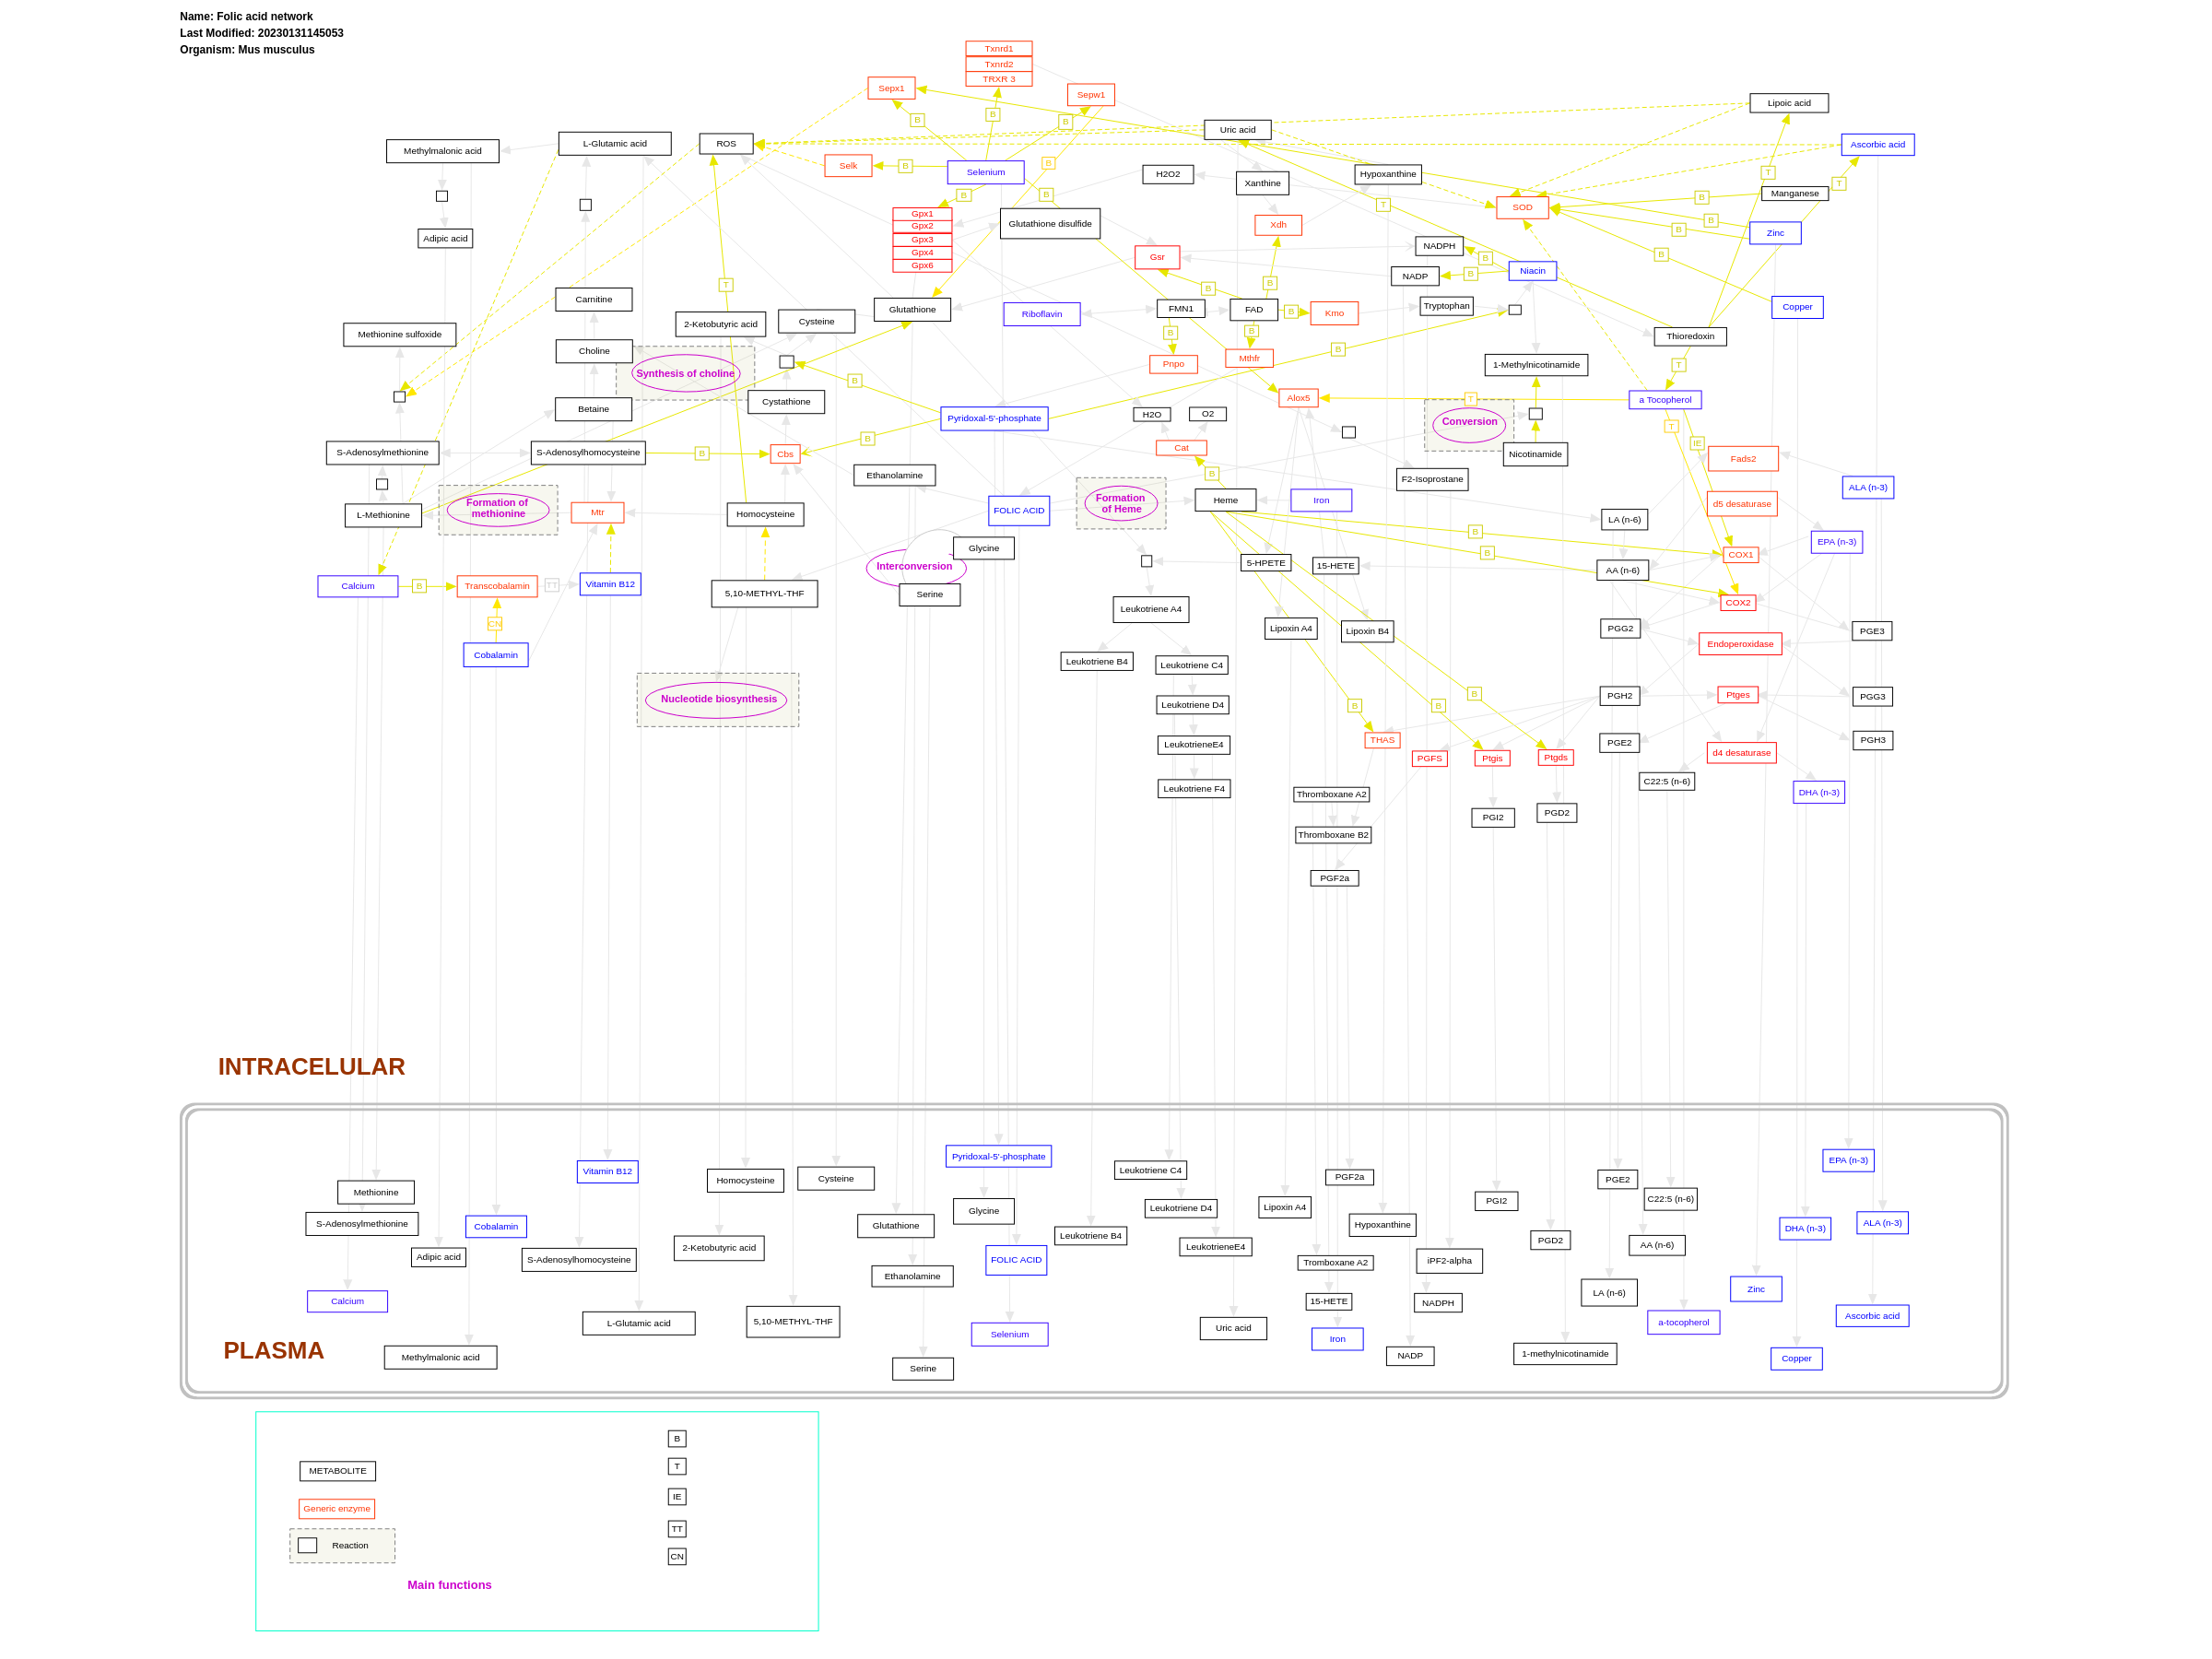 Name: Folic acid network
Last Modified: 20230131145053
Organism: Mus musculus
Txnrd1
Txnrd2
TRXR 3
Sepx1
Sepw1
Lipoic acid
B
B
B
Uric acid
Methylmalonic acid
L-Glutamic acid
ROS
Ascorbic acid
Selk
B
Selenium
B
H2O2
Hypoxanthine
T
Xanthine
T
B
B
Manganese
B
T
Gpx1
Gpx2
Gpx3
Gpx4
Gpx6
Glutathione disulfide
Xdh
SOD
B
B
Zinc
Adipic acid
NADPH
B
B
Gsr
NADP
B
Niacin
T
B
B
Carnitine
Glutathione
Riboflavin
FMN1
FAD
B
Kmo
Tryptophan
Copper
2-Ketobutyric acid
Cysteine
Methionine sulfoxide
B
B
Thioredoxin
Choline
B
Pnpo
Mthfr
1-Methylnicotinamide
T
Synthesis of choline
B
Cystathione
Alox5
T
a Tocopherol
Betaine
Pyridoxal-5'-phosphate
H2O
O2
Conversion
T
B
IE
S-Adenosylmethionine
S-Adenosylhomocysteine
B
Cbs
Cat
Nicotinamide
Fads2
Ethanolamine
B
F2-Isoprostane
ALA (n-3)
Formation of
methionine
Formation
of Heme
Heme
Iron
d5 desaturase
L-Methionine
Mtr
Homocysteine
FOLIC ACID
LA (n-6)
B
EPA (n-3)
Glycine
B
COX1
Interconversion
5-HPETE
15-HETE
AA (n-6)
Calcium
B
Transcobalamin
TT
Vitamin B12
5,10-METHYL-THF
Serine
COX2
Leukotriene A4
CN
Lipoxin A4
Lipoxin B4
PGG2
PGE3
Endoperoxidase
Cobalamin
Leukotriene B4
Leukotriene C4
Nucleotide biosynthesis
B
B
B
PGH2
Ptges
PGG3
Leukotriene D4
THAS
LeukotrieneE4
PGE2
PGH3
PGFS
Ptgis
Ptgds
d4 desaturase
Leukotriene F4
Thromboxane A2
C22:5 (n-6)
DHA (n-3)
PGI2
PGD2
Thromboxane B2
PGF2a
INTRACELULAR
Pyridoxal-5'-phosphate
EPA (n-3)
Vitamin B12
Homocysteine
Cysteine
Leukotriene C4
PGF2a
PGE2
Methionine
C22:5 (n-6)
PGI2
Leukotriene D4
Lipoxin A4
Glycine
S-Adenosylmethionine
Cobalamin
Glutathione
Hypoxanthine
DHA (n-3)
ALA (n-3)
Leukotriene B4
LeukotrieneE4
PGD2
AA (n-6)
2-Ketobutyric acid
Adipic acid
S-Adenosylhomocysteine
FOLIC ACID
Tromboxane A2
iPF2-alpha
Ethanolamine
LA (n-6)
Zinc
Calcium
15-HETE
NADPH
5,10-METHYL-THF
L-Glutamic acid
Selenium
Uric acid
Iron
a-tocopherol
Ascorbic acid
PLASMA
Methylmalonic acid
Serine
NADP
1-methylnicotinamide
Copper
B
METABOLITE
T
IE
Generic enzyme
TT
Reaction
CN
Main functions